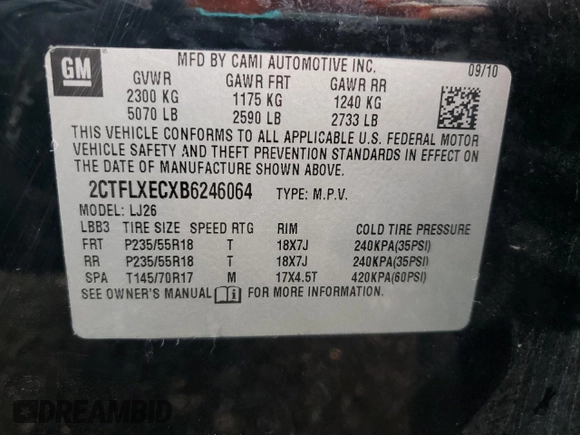 GM
MFD BY CAMI AUTOMOTIVE INC.
09/10
GVWR GAWR FRT GAWR RR
2300 KG 1175 KG 1240 KG
5070 LB 2590 LB 2733 LB
THIS VEHICLE CONFORMS TO ALL APPLICABLE U.S. FEDERAL MOTOR
VEHICLE SAFETY AND THEFT PREVENTION STANDARDS IN EFFECT ON
THE DATE OF MANUFACTURE SHOWN ABOVE.
2CTFLXECXB6246064 TYPE: M.P.V.
MODEL: LJ26
LBB3 TIRE SIZE SPEED RTG RIM COLD TIRE PRESSURE
FRT P235/55R18 T 18X7J 240KPA(35PSI)
RR P235/55R18 T 18X7J 240KPA(35PSI)
SPA T145/70R17 M 17X4.5T 420KPA(60PSI)
SEE OWNER'S MANUAL FOR MORE INFORMATION.
DREAMBID